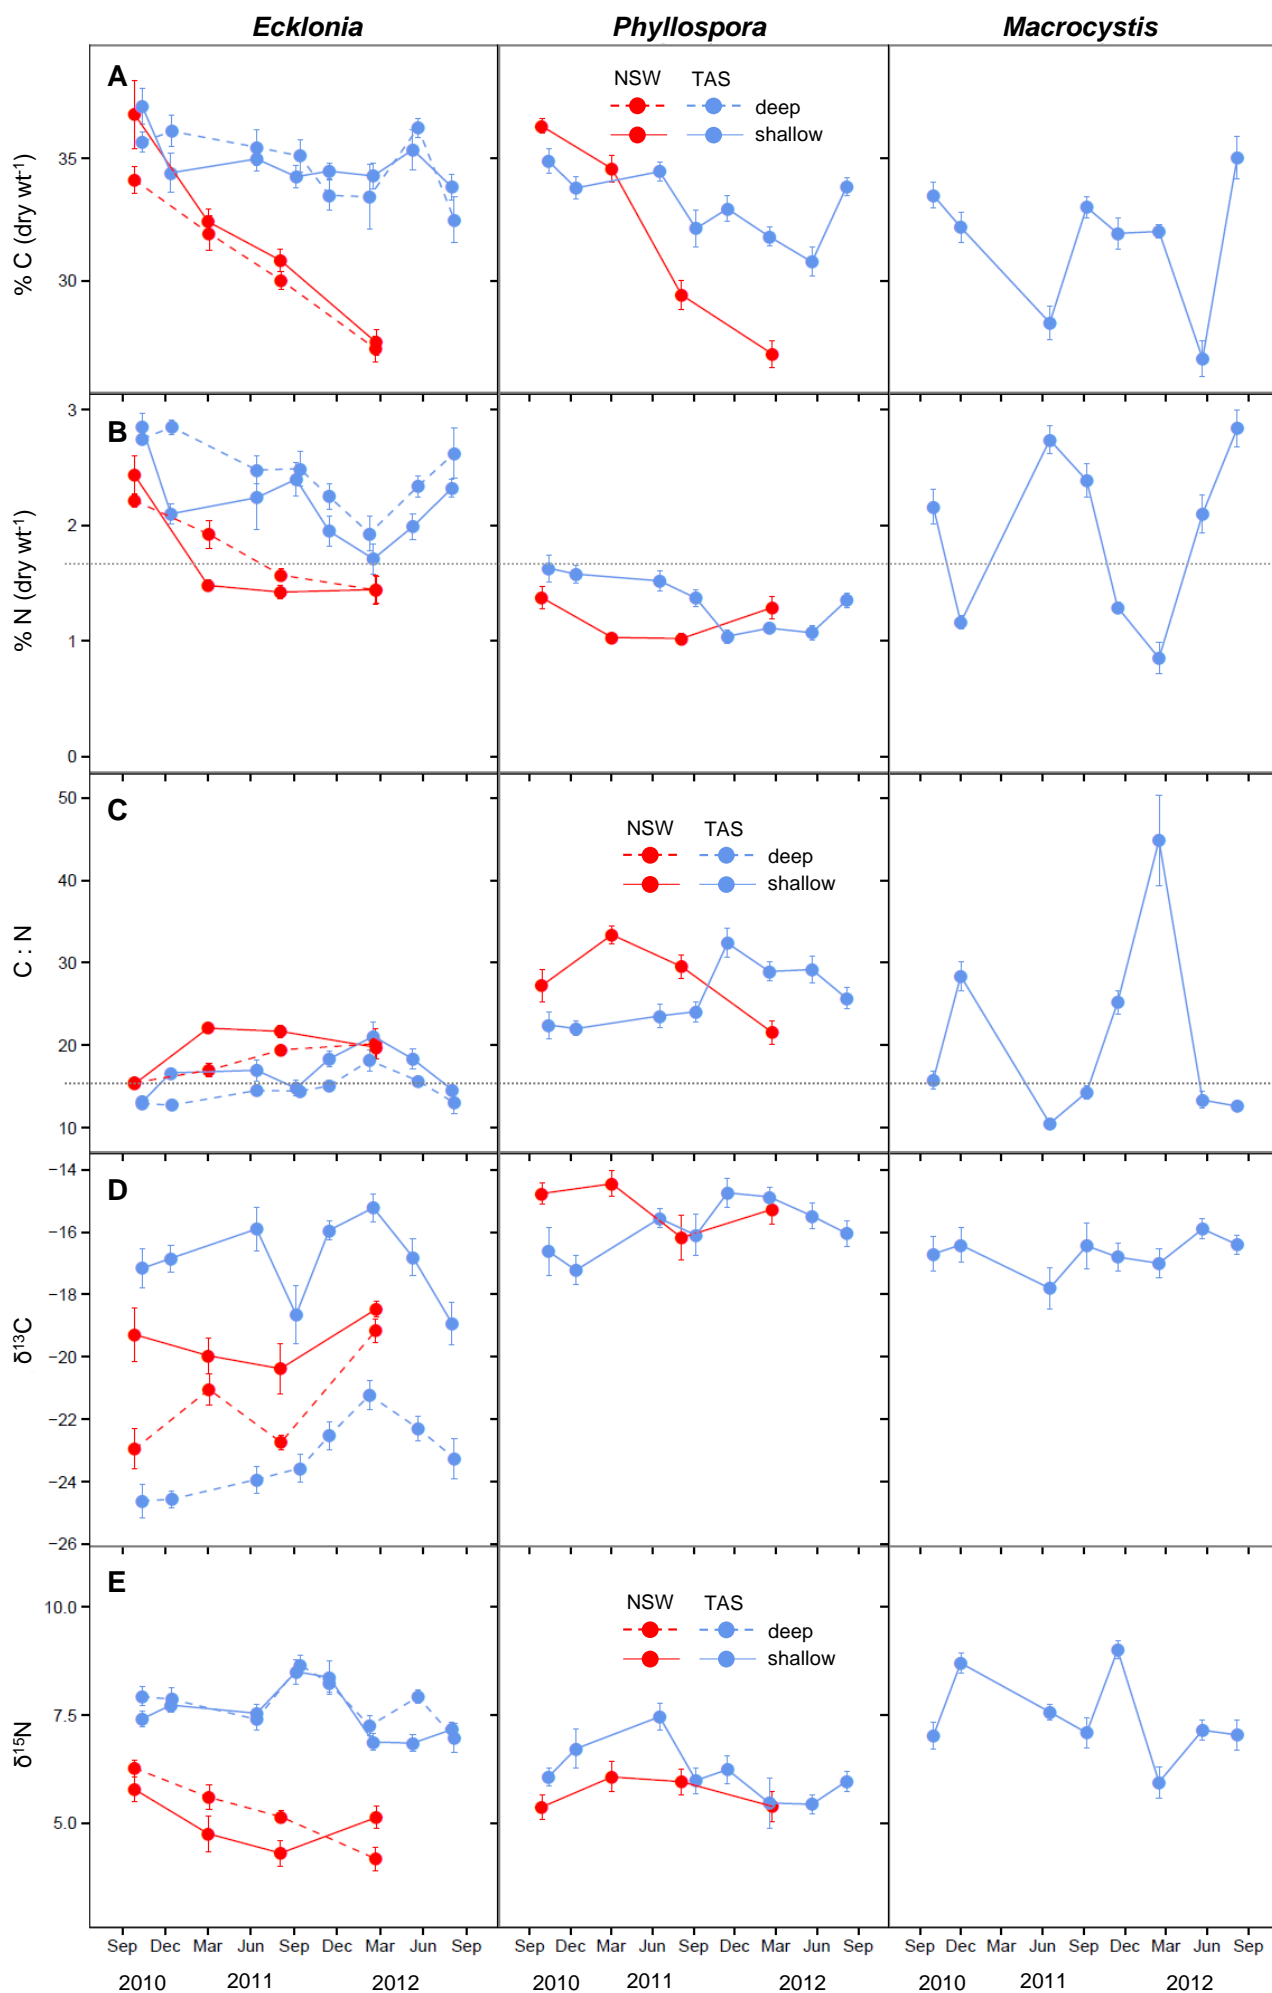 Ecklonia Phyllospora Macrocystis
A
NSW TAS
deep
shallow
% C (dry wt-1)
35
30
B
% N (dry wt-1)
3
2
1
0
C
NSW TAS
deep
shallow
C : N
50
40
30
20
10
D
δ13C
−14
−16
−18
−20
−22
−24
−26
E
NSW TAS
deep
shallow
δ15N
10.0
7.5
5.0
Sep Dec Mar Jun Sep Dec Mar Jun Sep Sep Dec Mar Jun Sep Dec Mar Jun Sep Sep Dec Mar Jun Sep Dec Mar Jun Sep
2010 2011 2012 2010 2011 2012 2010 2011 2012